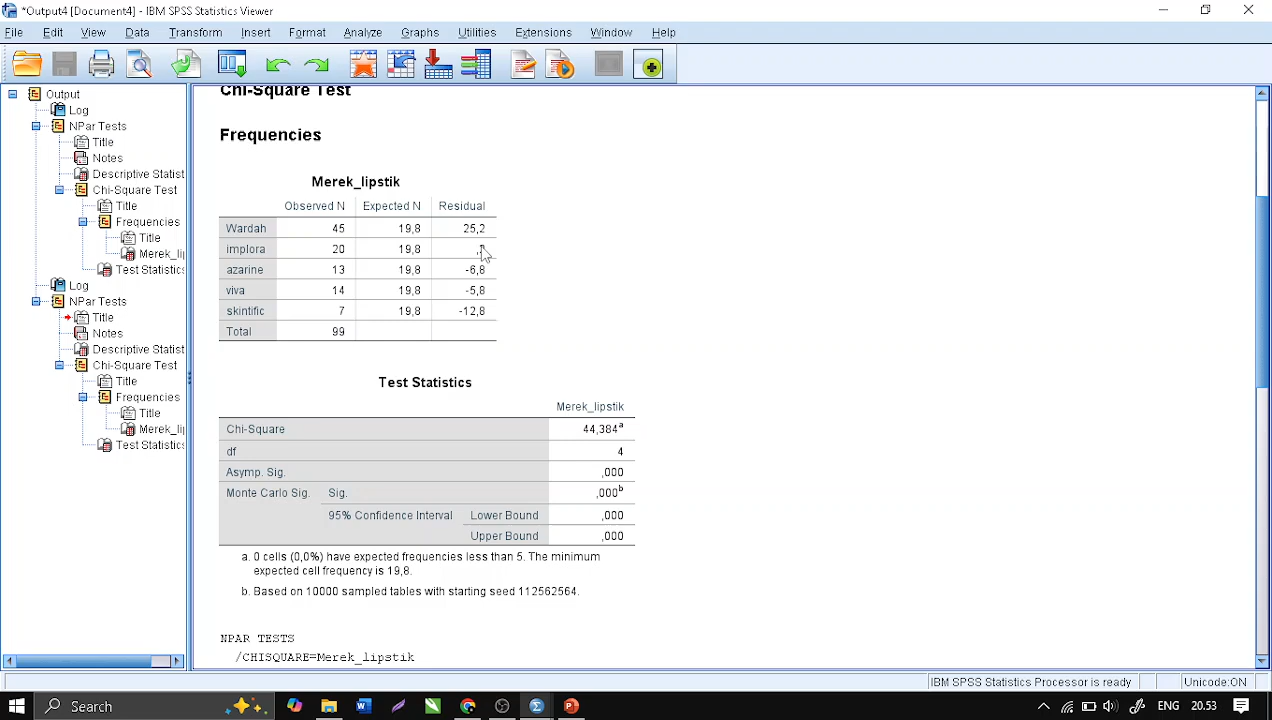 *Output4 [Document4] - IBM SPSS Statistics Viewer
File Edit View Data Transform Insert Format Analyze Graphs Utilities Extensions Window Help
Output
Log
NPar Tests
Title
Notes
Descriptive Statist
Chi-Square Test
Title
Frequencies
Title
Merek_li
Test Statistics
Log
NPar Tests
Title
Notes
Descriptive Statist
Chi-Square Test
Title
Frequencies
Title
Merek_lip
Test Statistics
Chi-Square Test
Frequencies
Merek_lipstik
Observed N Expected N Residual
Wardah 45 19,8 25,2
implora 20 19,8
azarine 13 19,8 -6,8
viva 14 19,8 -5,8
skintific 7 19,8 -12,8
Total 99
Test Statistics
Merek_lipstik
Chi-Square 44,384a
df 4
Asymp. Sig. ,000
Monte Carlo Sig. Sig. ,000b
95% Confidence Interval Lower Bound ,000
Upper Bound ,000
a. 0 cells (0,0%) have expected frequencies less than 5. The minimum
expected cell frequency is 19,8.
b. Based on 10000 sampled tables with starting seed 112562564.
NPAR TESTS
/CHISQUARE=Merek_lipstik
IBM SPSS Statistics Processor is ready Unicode:ON
Search ENG 20.53